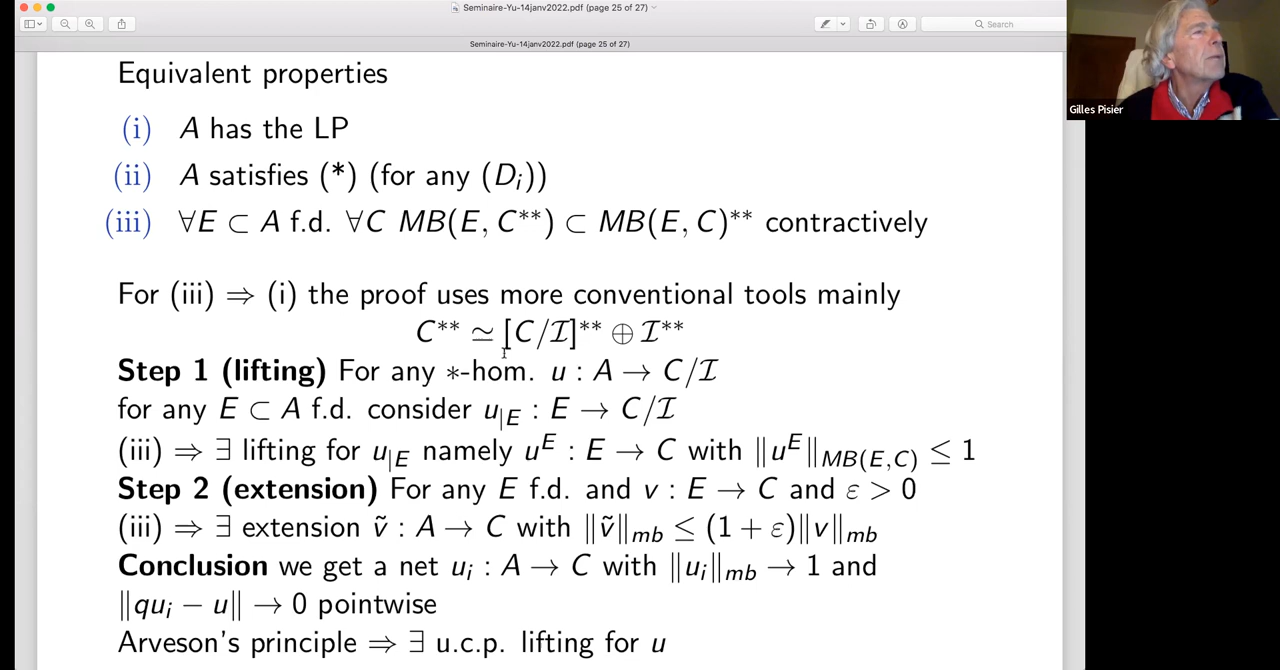 Seminaire-Yu-14janv2022.pdf (page 25 of 27)
Search
Seminaire-Yu-14janv2022.pdf (page 25 of 27)
Gilles Pisier
Equivalent properties
(i) A has the LP
(ii) A satisfies (*) (for any (D_i))
(iii) ∀E ⊂ A f.d. ∀C MB(E, C**) ⊂ MB(E, C)** contractively
For (iii) ⇒ (i) the proof uses more conventional tools mainly
C** ≃ [C/ℐ]** ⊕ ℐ**
Step 1 (lifting) For any ∗-hom. u : A → C/ℐ
for any E ⊂ A f.d. consider u_{|E} : E → C/ℐ
(iii) ⇒ ∃ lifting for u_{|E} namely u^E : E → C with ‖u^E‖_{MB(E,C)} ≤ 1
Step 2 (extension) For any E f.d. and v : E → C and ε > 0
(iii) ⇒ ∃ extension ṽ : A → C with ‖ṽ‖_{mb} ≤ (1 + ε)‖v‖_{mb}
Conclusion we get a net u_i : A → C with ‖u_i‖_{mb} → 1 and
‖qu_i − u‖ → 0 pointwise
Arveson's principle ⇒ ∃ u.c.p. lifting for u